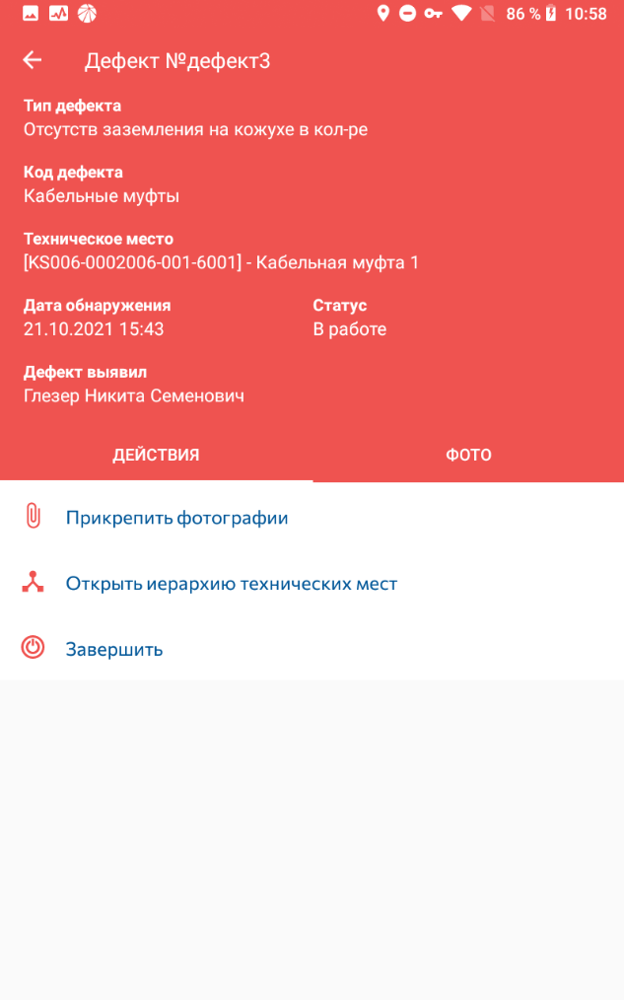 86 % 10:58
Дефект №дефект3
Тип дефекта
Отсутств заземления на кожухе в кол-ре
Код дефекта
Кабельные муфты
Техническое место
[KS006-0002006-001-6001] - Кабельная муфта 1
Дата обнаружения Статус
21.10.2021 15:43 В работе
Дефект выявил
Глезер Никита Семенович
ДЕЙСТВИЯ ФОТО
Прикрепить фотографии
Открыть иерархию технических мест
Завершить